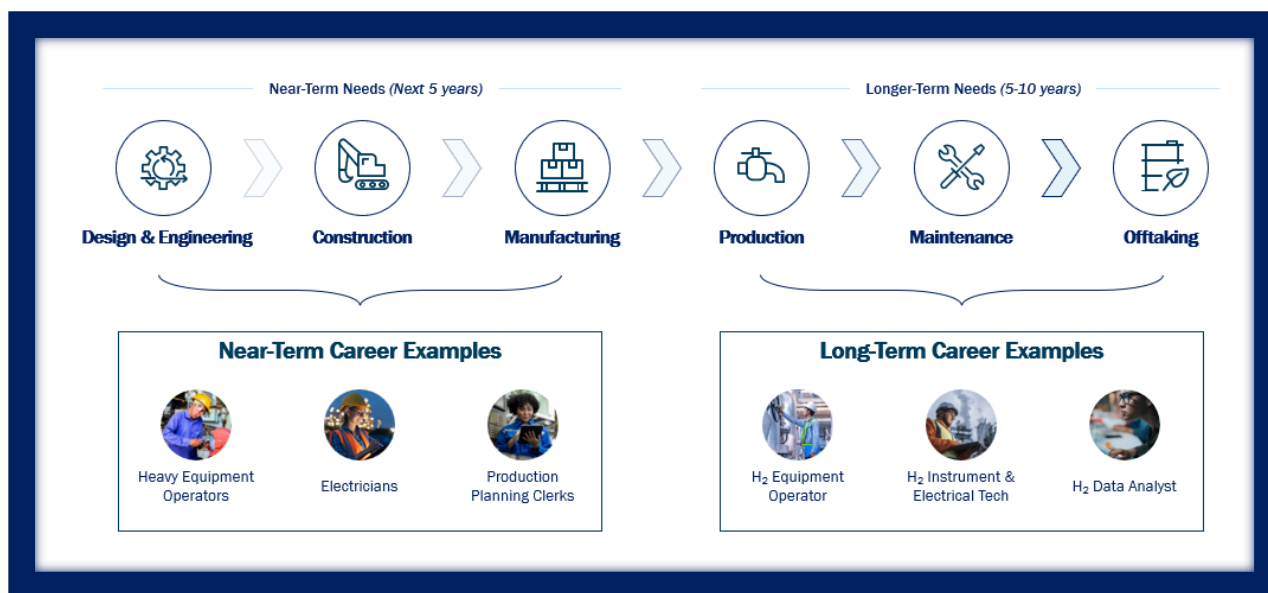 Near-Term Needs (Next 5 years)
Longer-Term Needs (5-10 years)
Design & Engineering
Construction
Manufacturing
Production
Maintenance
Offtaking
Near-Term Career Examples
Heavy Equipment
Operators
Electricians
Production
Planning Clerks
Long-Term Career Examples
H₂ Equipment
Operator
H₂ Instrument &
Electrical Tech
H₂ Data Analyst